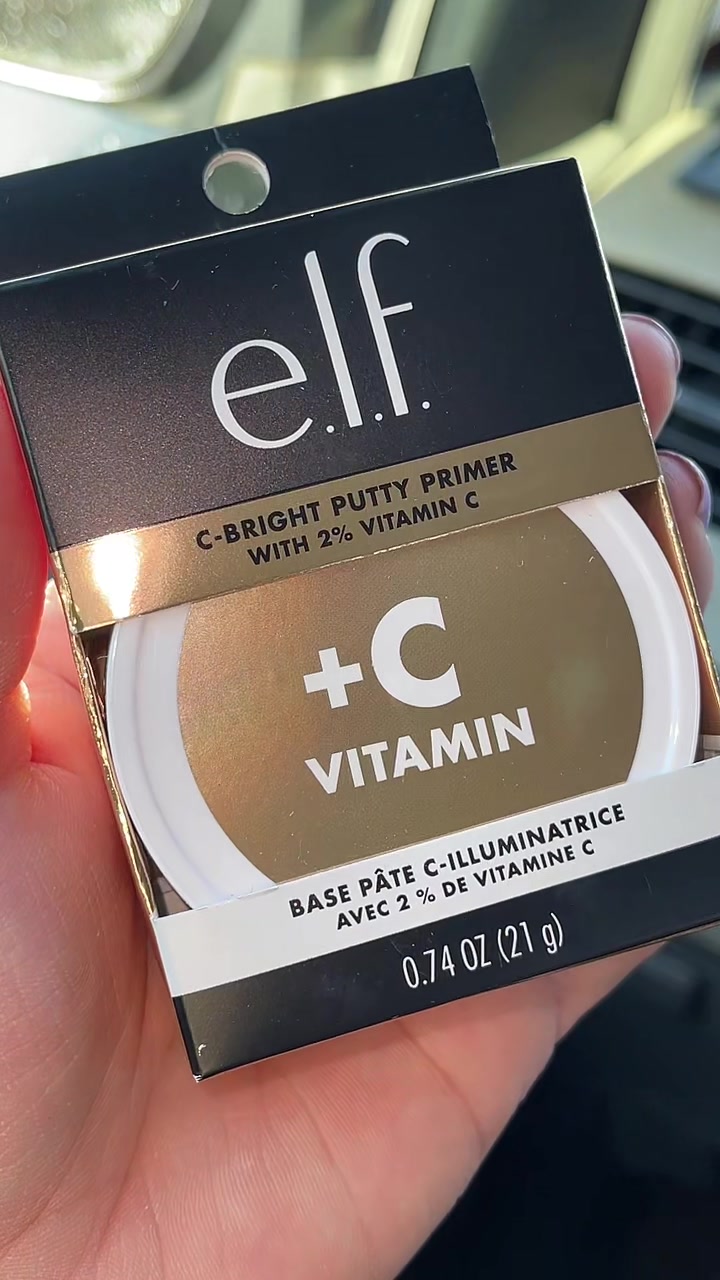 e.l.f.
C-BRIGHT PUTTY PRIMER
WITH 2% VITAMIN C
+C
VITAMIN
BASE PÂTE C-ILLUMINATRICE
AVEC 2 % DE VITAMINE C
0.74 OZ (21 g)